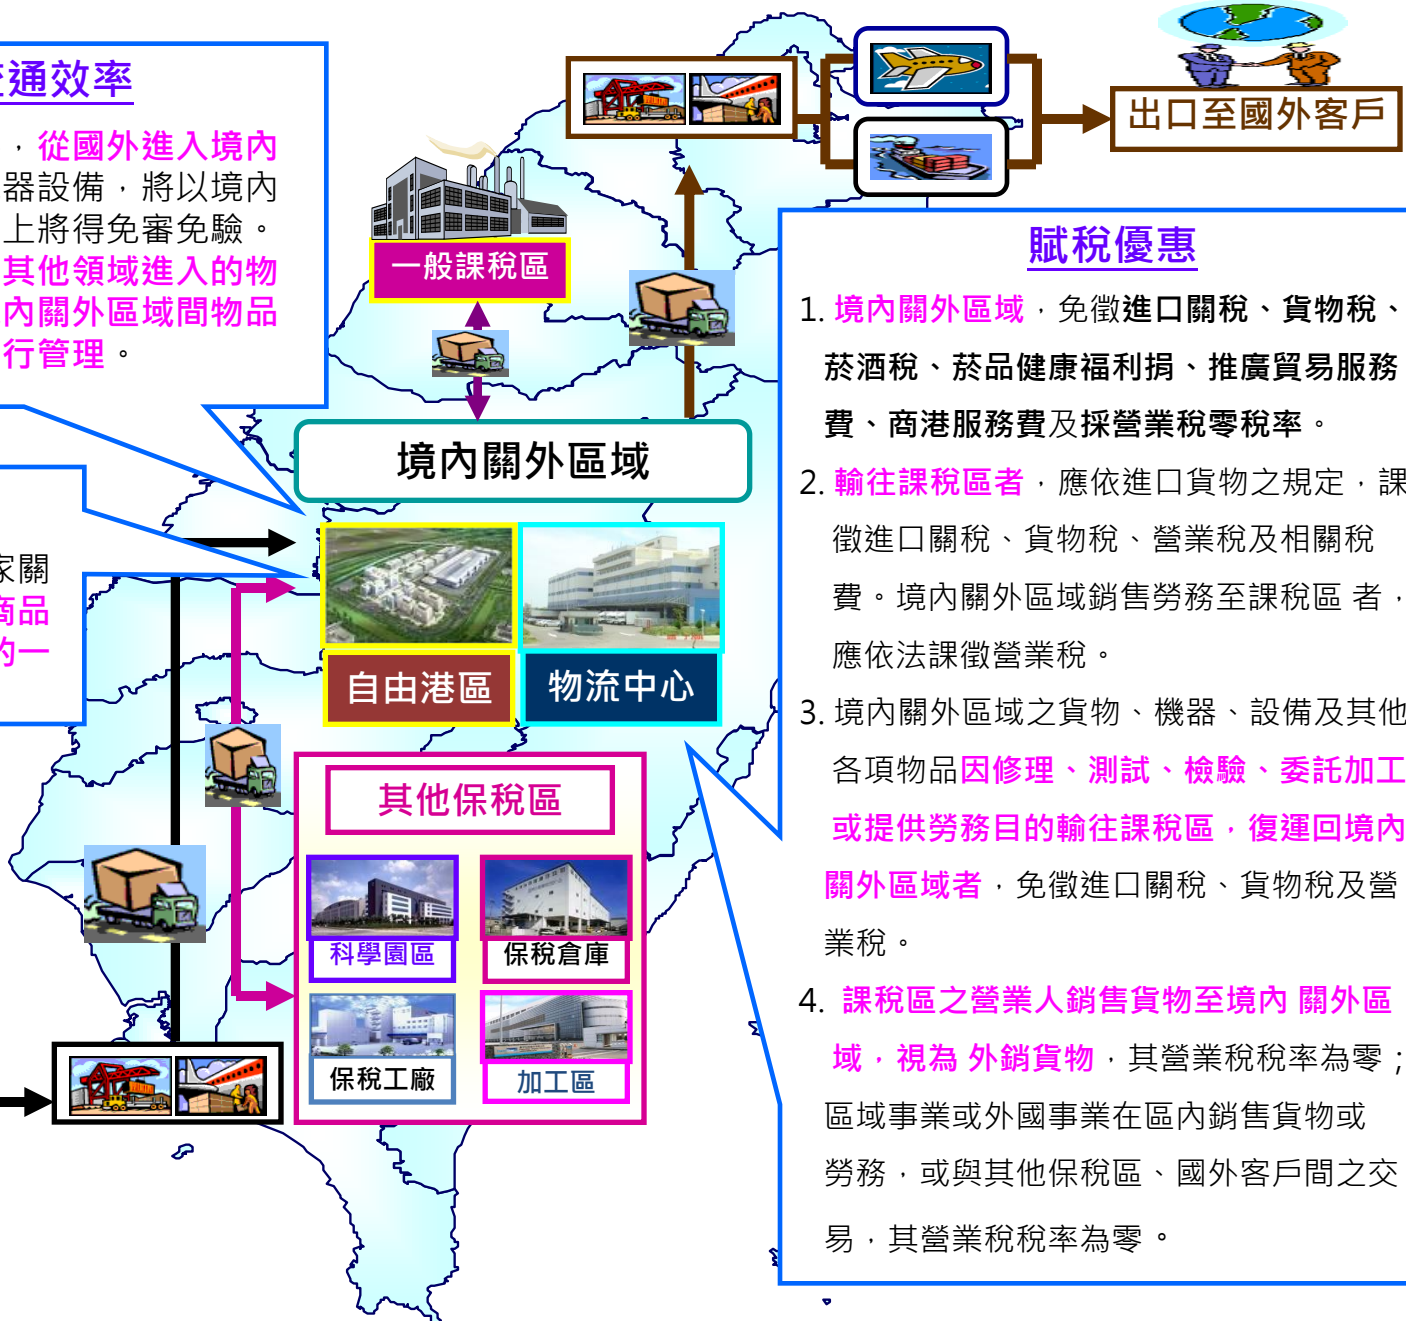 通效率
，從國外進入境內
器設備，將以境內
上將得免審免驗。
其他領域進入的物
內關外區域間物品
行管理。
家關
商品
的一
一般課稅區
境內關外區域
自由港區
物流中心
其他保稅區
科學園區
保稅倉庫
保稅工廠
加工區
出口至國外客戶
賦稅優惠
1. 境內關外區域，免徵進口關稅、貨物稅、
菸酒稅、菸品健康福利捐、推廣貿易服務
費、商港服務費及採營業稅零稅率。
2. 輸往課稅區者，應依進口貨物之規定，課
徵進口關稅、貨物稅、營業稅及相關稅
費。境內關外區域銷售勞務至課稅區 者，
應依法課徵營業稅。
3. 境內關外區域之貨物、機器、設備及其他
各項物品因修理、測試、檢驗、委託加工
或提供勞務目的輸往課稅區，復運回境內
關外區域者，免徵進口關稅、貨物稅及營
業稅。
4. 課稅區之營業人銷售貨物至境內 關外區
域，視為 外銷貨物，其營業稅稅率為零；
區域事業或外國事業在區內銷售貨物或
勞務，或與其他保稅區、國外客戶間之交
易，其營業稅稅率為零。